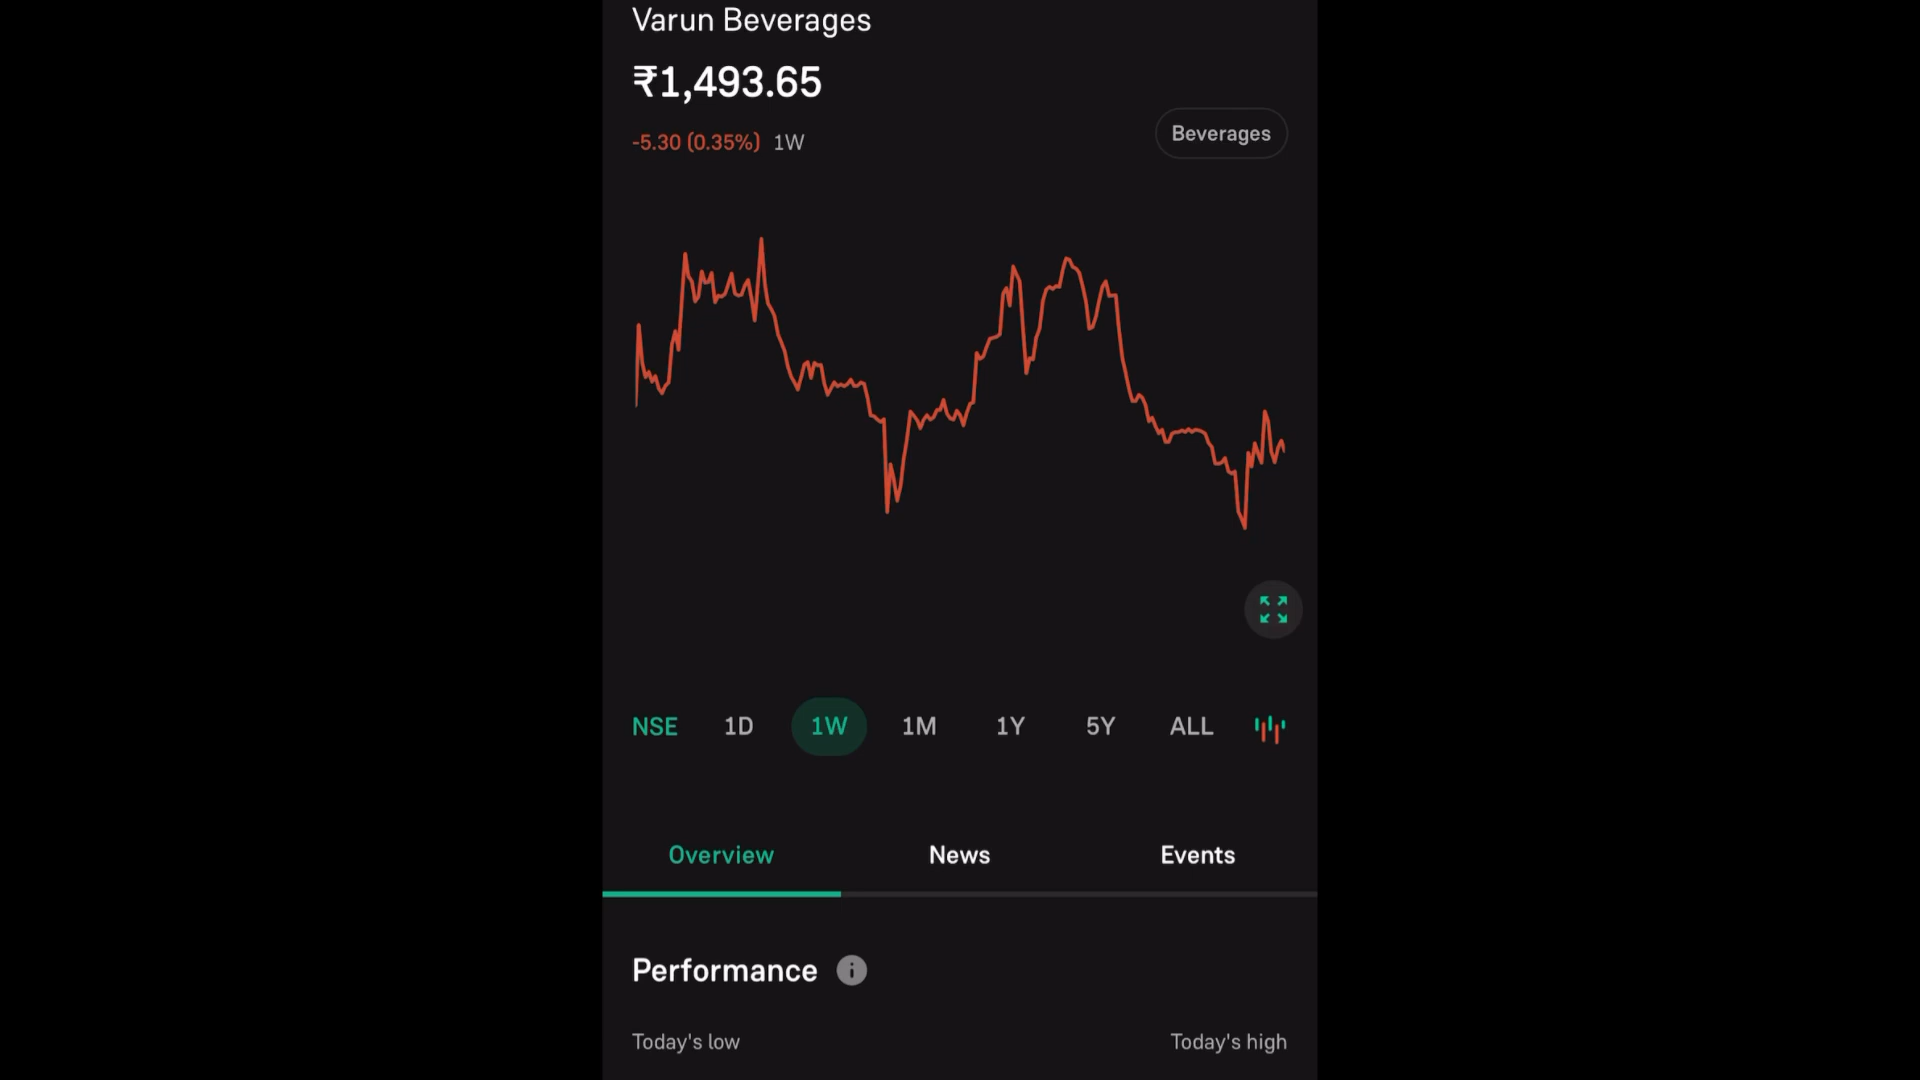 Varun Beverages
₹1,493.65
-5.30 (0.35%) 1W
Beverages
NSE 1D 1W 1M 1Y 5Y ALL
Overview News Events
Performance
Today's low Today's high